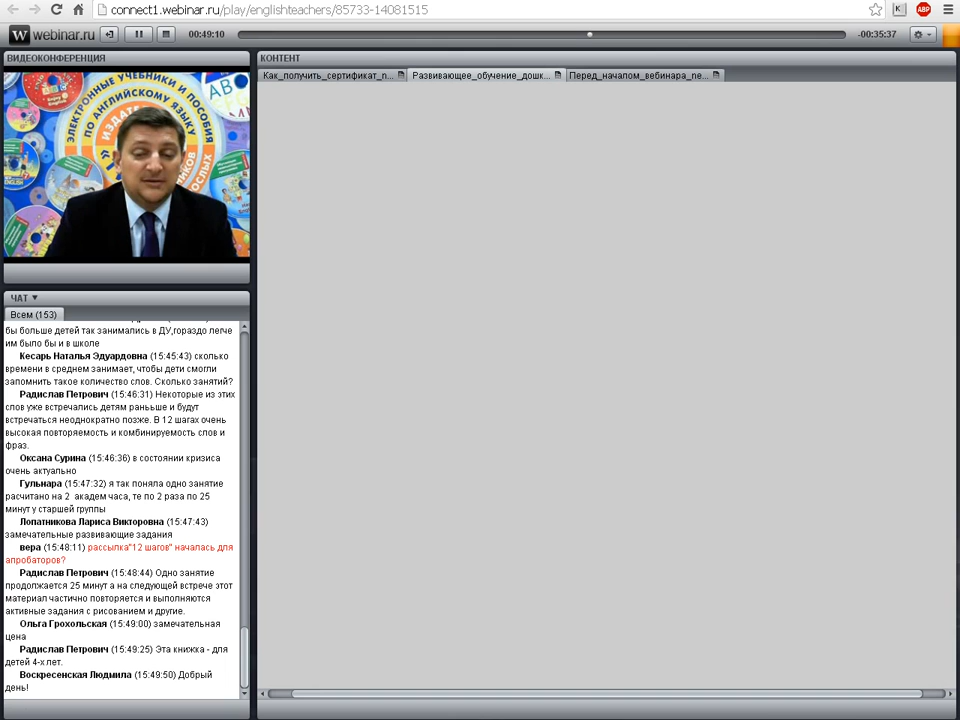 connect1.webinar.ru/play/englishteachers/85733-14081515
K ABP
W webinar.ru 00:49:10 -00:35:37
ВИДЕОКОНФЕРЕНЦИЯ
ЭЛЕКТРОННЫЕ УЧЕБНИКИ И ПОСОБИЯ
ПО АНГЛИЙСКОМУ ЯЗЫКУ
КОНТЕНТ
Как_получить_сертификат_п... Развивающее_обучение_дошк... Перед_началом_вебинара_пе...
ЧАТ
Всем (153)
бы больше детей так занимались в ДУ,гораздо легче
им было бы и в школе
Кесарь Наталья Эдуардовна (15:45:43) сколько
времени в среднем занимает, чтобы дети смогли
запомнить такое количество слов. Сколько занятий?
Радислав Петрович (15:46:31) Некоторые из этих
слов уже встречались детям ранььше и будут
встречаться неоднократно позже. В 12 шагах очень
высокая повторяемость и комбинируемость слов и
фраз.
Оксана Сурина (15:46:36) в состоянии кризиса
очень актуально
Гульнара (15:47:32) я так поняла одно занятие
расчитано на 2 академ часа, те по 2 раза по 25
минут у старшей группы
Лопатникова Лариса Викторовна (15:47:43)
замечательные развивающие задания
вера (15:48:11) рассылка"12 шагов" началась для
апробаторов?
Радислав Петрович (15:48:44) Одно занятие
продолжается 25 минут а на следующей встрече этот
материал частично повторяется и выполняются
активные задания с рисованием и другие.
Ольга Грохольская (15:49:00) замечательная
цена
Радислав Петрович (15:49:25) Эта книжка - для
детей 4-х лет.
Воскресенская Людмила (15:49:50) Добрый
день!